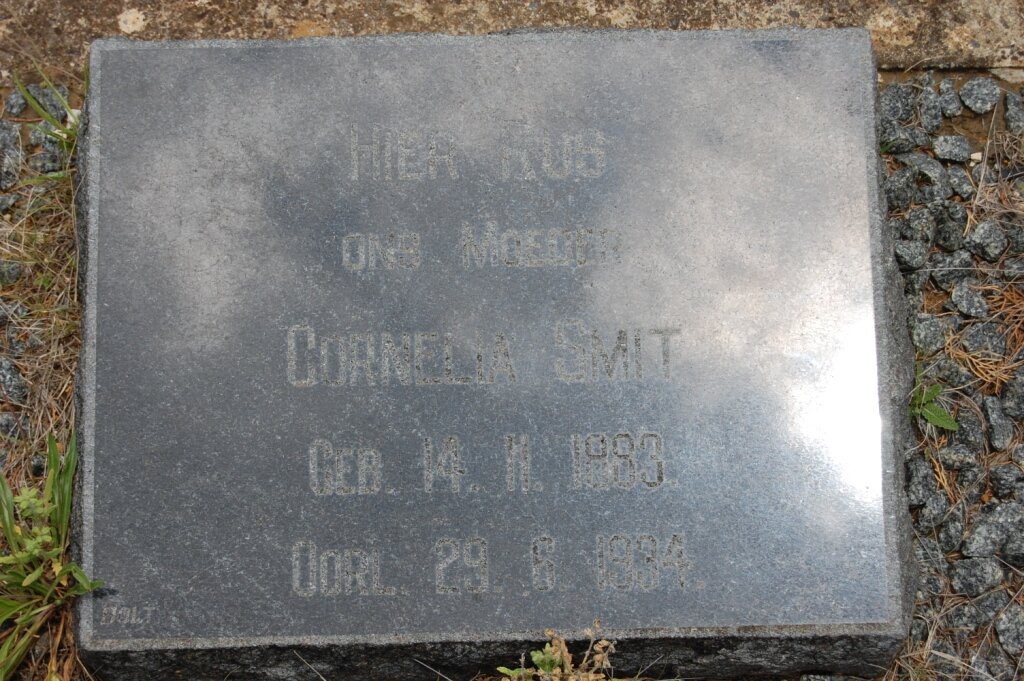 HIER RUS
ONS MOEDER
CORNELIA SMIT
GEB. 14. 11. 1883.
OORL. 29. 6. 1934.